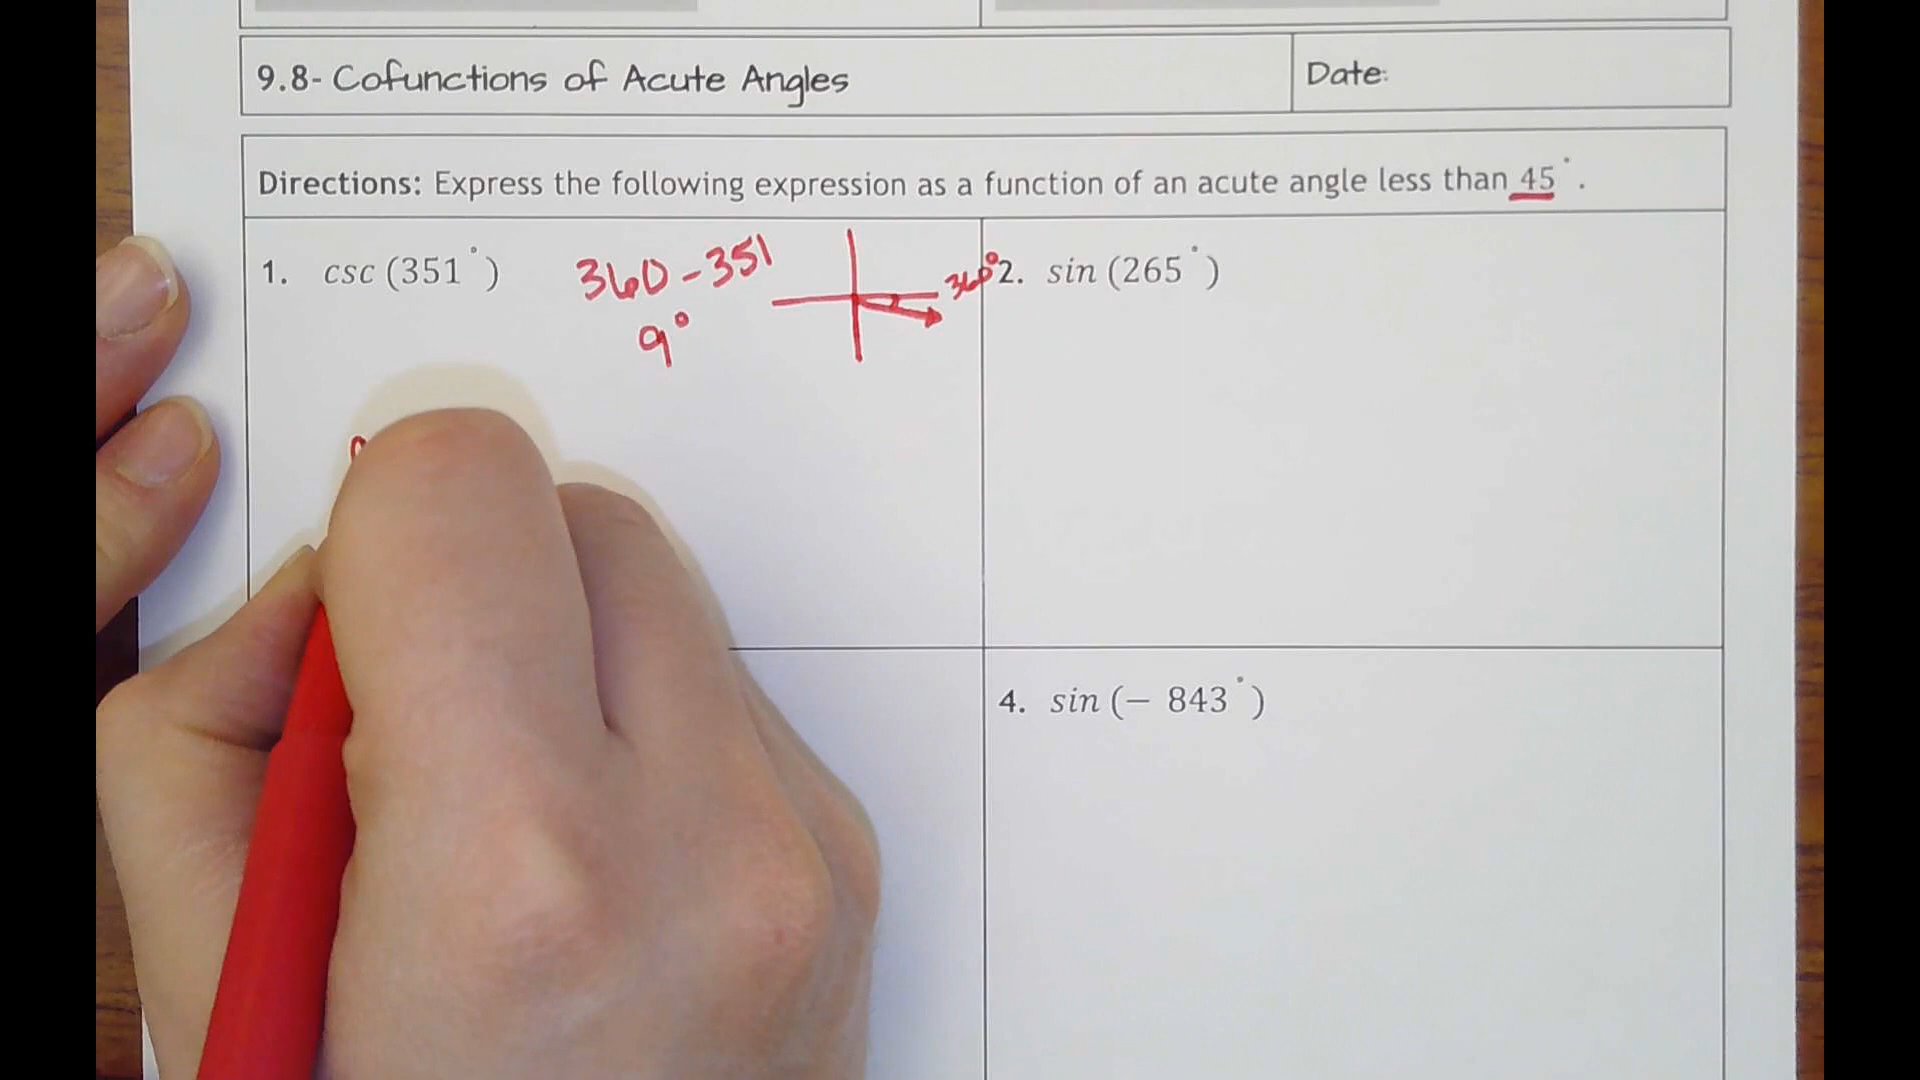 9.8- Cofunctions of Acute Angles
Date:
Directions: Express the following expression as a function of an acute angle less than 45°.
1. csc (351°)
360 - 351
9°
360°
2. sin (265°)
4. sin (− 843°)